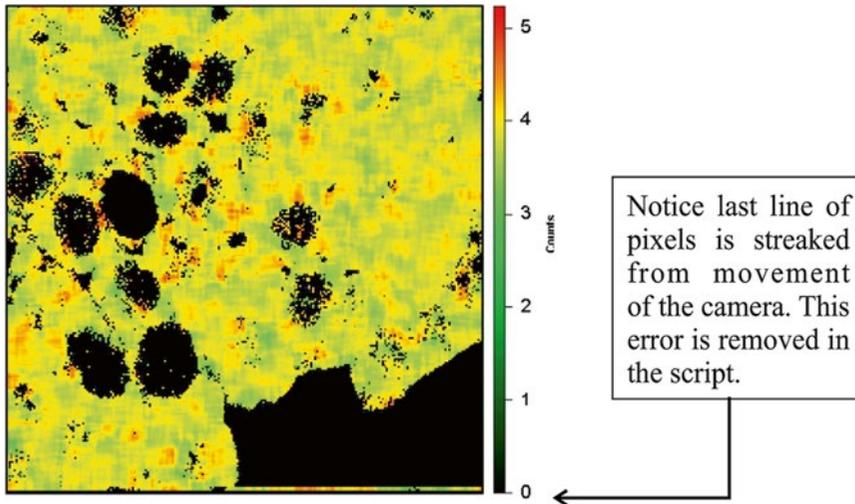 5
4
3
2
1
0
Counts
Notice last line of
pixels is streaked
from movement
of the camera. This
error is removed in
the script.